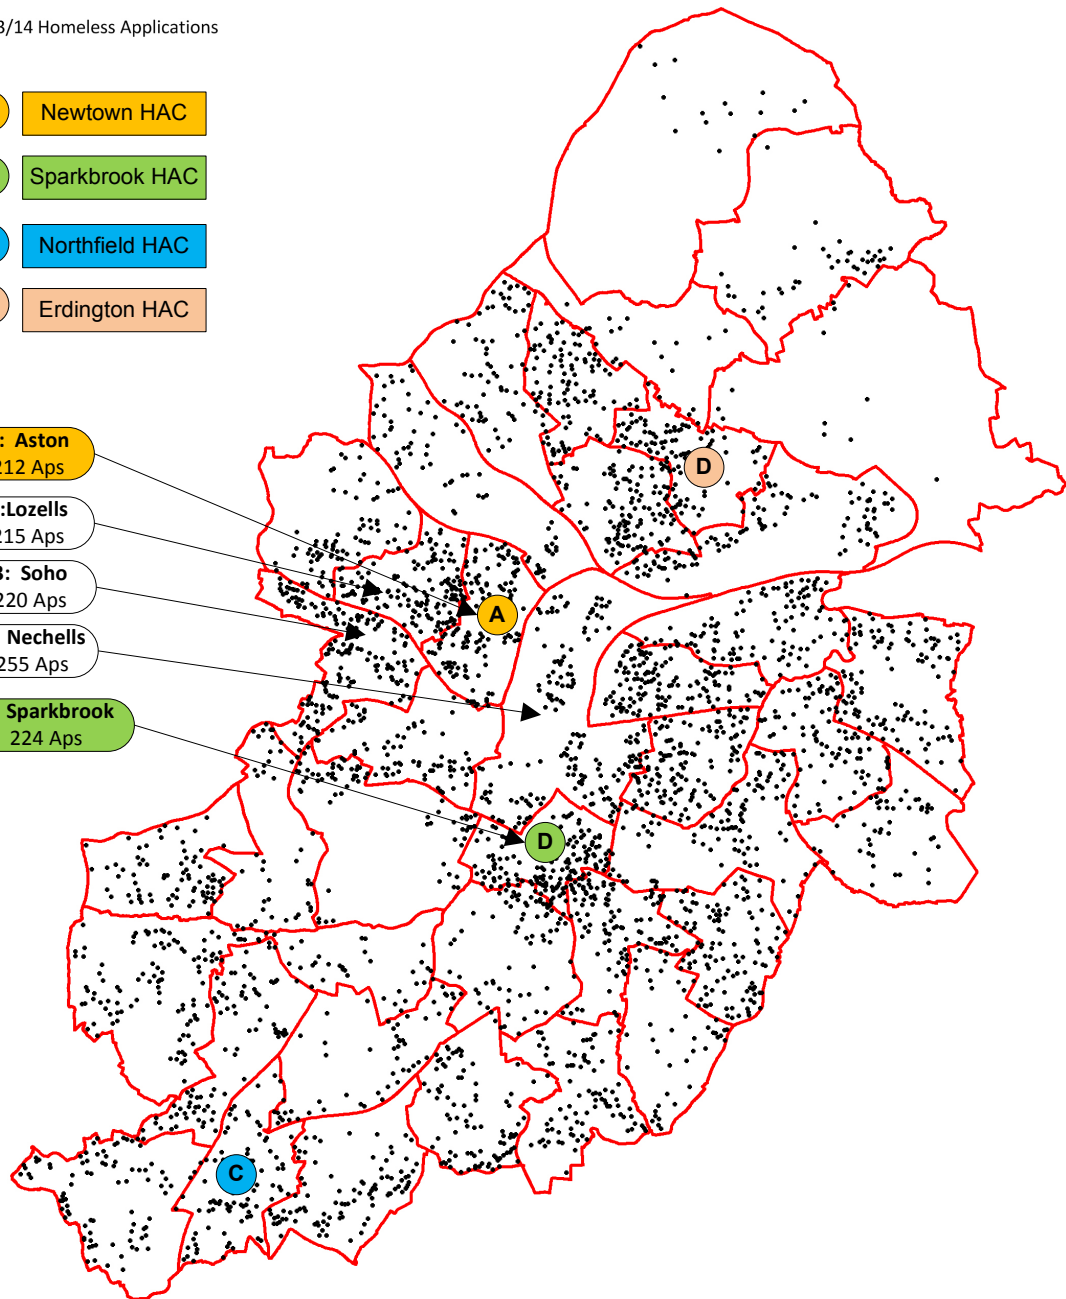 3/14 Homeless Applications
Newtown HAC
Sparkbrook HAC
Northfield HAC
Erdington HAC
: Aston
212 Aps
:Lozells
215 Aps
3: Soho
220 Aps
Nechells
255 Aps
Sparkbrook
224 Aps
D
A
D
C